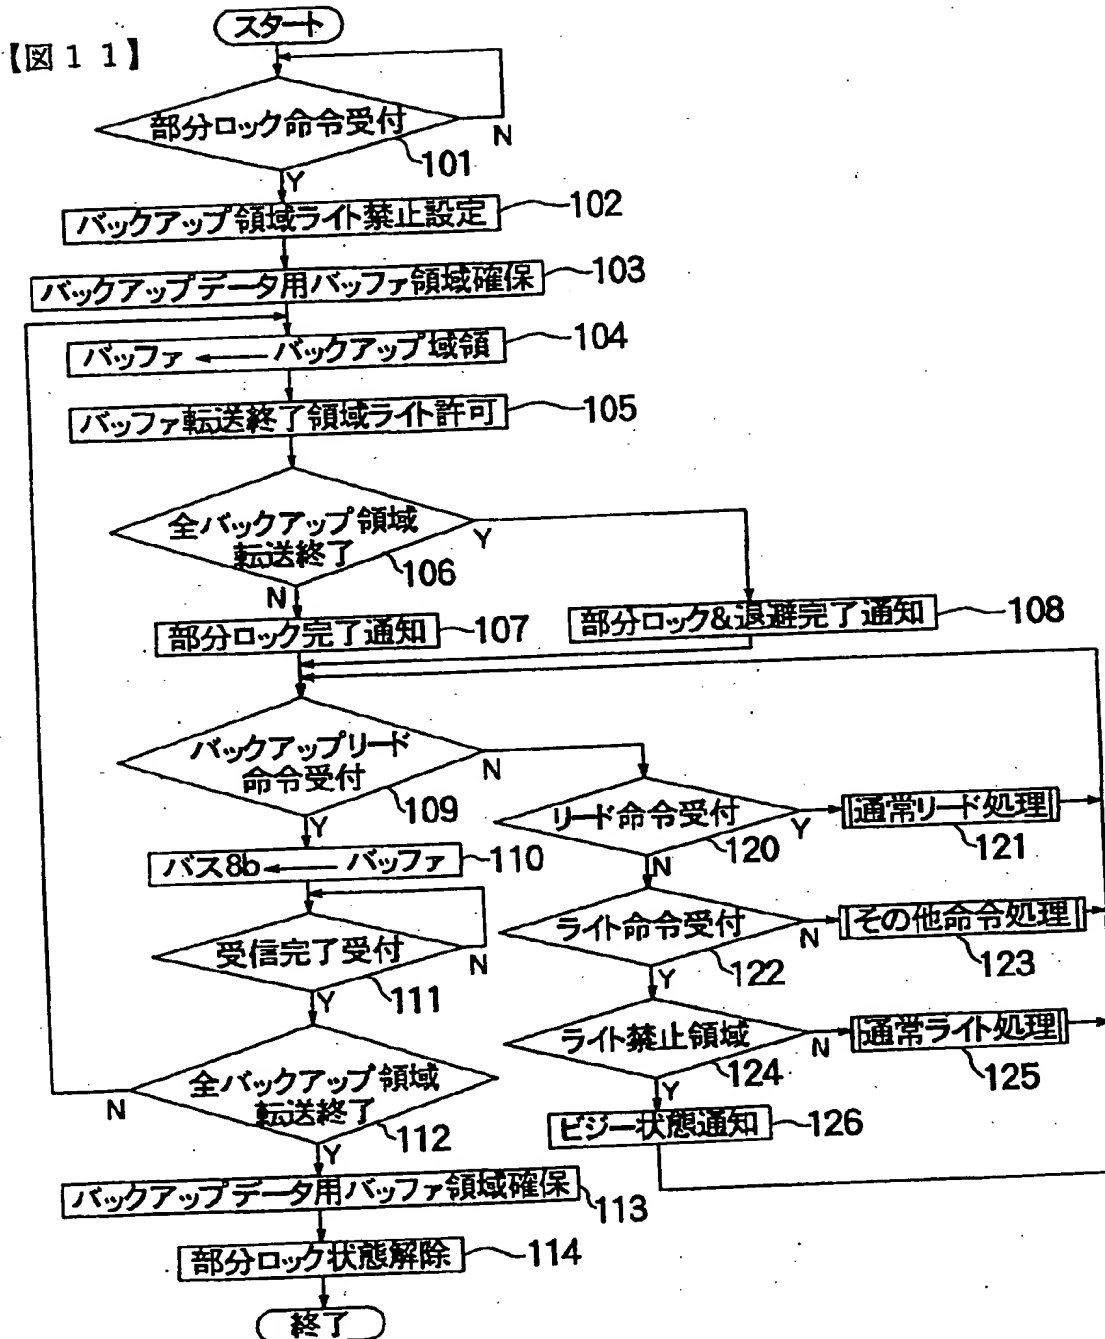 【図11】
スタート
部分ロック命令受付
N
101
Y
バックアップ領域ライト禁止設定
102
バックアップデータ用バッファ領域確保
103
バッファ ← バックアップ域領
104
バッファ転送終了領域ライト許可
105
全バックアップ領域
転送終了
Y
106
N
部分ロック完了通知
107
部分ロック&退避完了通知
108
バックアップリード
命令受付
N
109
Y
バス8b ← バッファ
110
受信完了受付
N
111
Y
全バックアップ領域
転送終了
N
112
Y
バックアップデータ用バッファ領域確保
113
部分ロック状態解除
114
終了
リード命令受付
Y
120
N
通常リード処理
121
ライト命令受付
N
122
Y
その他命令処理
123
ライト禁止領域
N
124
Y
通常ライト処理
125
ビジー状態通知
126